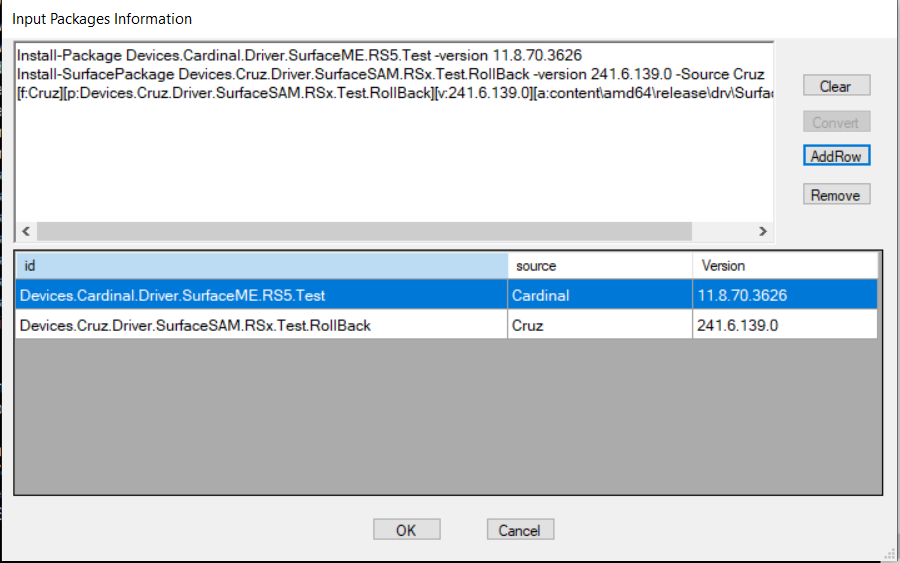 Input Packages Information
Install-Package Devices.Cardinal.Driver.SurfaceME.RS5.Test -version 11.8.70.3626
Install-SurfacePackage Devices.Cruz.Driver.SurfaceSAM.RSx.Test.RollBack -version 241.6.139.0 -Source Cruz
[f:Cruz][p:Devices.Cruz.Driver.SurfaceSAM.RSx.Test.RollBack][v:241.6.139.0][a:content\amd64\release\drv\Surfac
Clear
Convert
AddRow
Remove
id source Version
Devices.Cardinal.Driver.SurfaceME.RS5.Test Cardinal 11.8.70.3626
Devices.Cruz.Driver.SurfaceSAM.RSx.Test.RollBack Cruz 241.6.139.0
OK Cancel